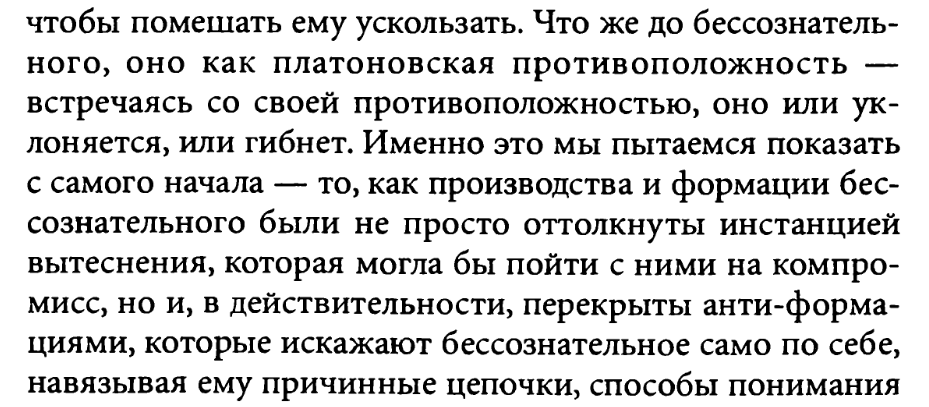 чтобы помешать ему ускользать. Что же до бессознатель-
ного, оно как платоновская противоположность —
встречаясь со своей противоположностью, оно или ук-
лоняется, или гибнет. Именно это мы пытаемся показать
с самого начала — то, как производства и формации бес-
сознательного были не просто оттолкнуты инстанцией
вытеснения, которая могла бы пойти с ними на компро-
мисс, но и, в действительности, перекрыты анти-форма-
циями, которые искажают бессознательное само по себе,
навязывая ему причинные цепочки, способы понимания